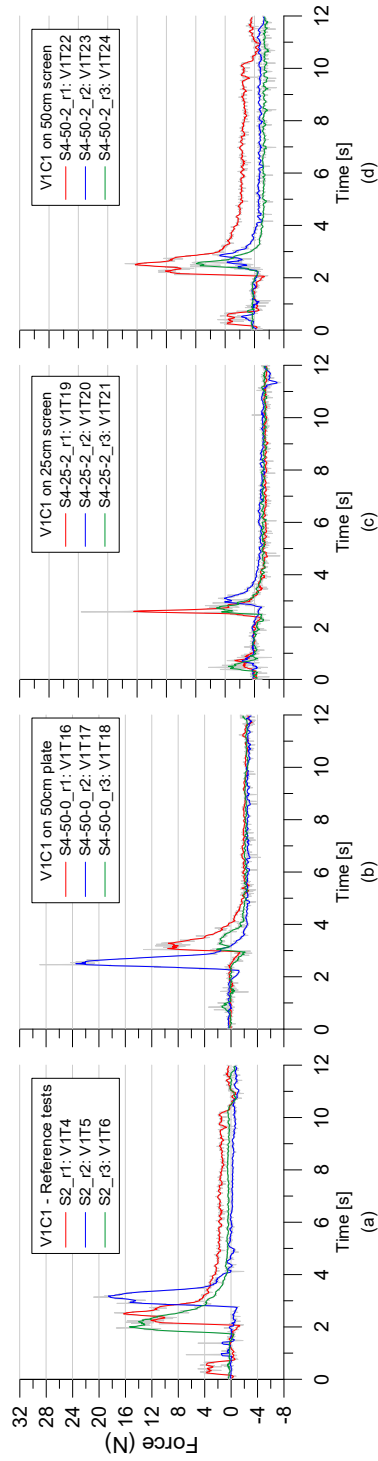 Force (N)
32
28
24
20
16
12
8
4
0
-4
-8
V1C1 - Reference tests
S2_r1: V1T4
S2_r2: V1T5
S2_r3: V1T6
0 2 4 6 8 10 12
Time [s]
(a)
V1C1 on 50cm plate
S4-50-0_r1: V1T16
S4-50-0_r2: V1T17
S4-50-0_r3: V1T18
0 2 4 6 8 10 12
Time [s]
(b)
V1C1 on 25cm screen
S4-25-2_r1: V1T19
S4-25-2_r2: V1T20
S4-25-2_r3: V1T21
0 2 4 6 8 10 12
Time [s]
(c)
V1C1 on 50cm screen
S4-50-2_r1: V1T22
S4-50-2_r2: V1T23
S4-50-2_r3: V1T24
0 2 4 6 8 10 12
Time [s]
(d)